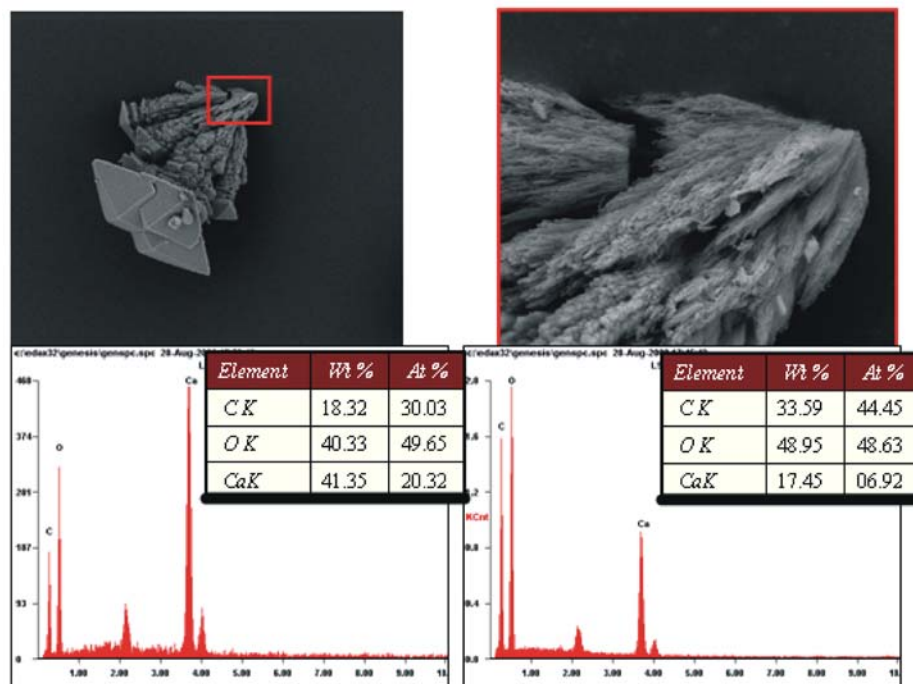 c:\edax32\genesis\genspc.spc 28-Aug-
Element Wt % At %
C K 18.32 30.03
O K 40.33 49.65
CaK 41.35 20.32
468
374
281
187
93
0
C
O
Ca
1.00 2.00 3.00 4.00 5.00 6.00 7.00 8.00 9.00
c:\edax32\genesis\genspc.spc 28-Aug-
Element Wt % At %
C K 33.59 44.45
O K 48.95 48.63
CaK 17.45 06.92
2.0
1.6
1.2
KCnt
0.8
0.4
0.0
C
O
Ca
1.00 2.00 3.00 4.00 5.00 6.00 7.00 8.00 9.00 10